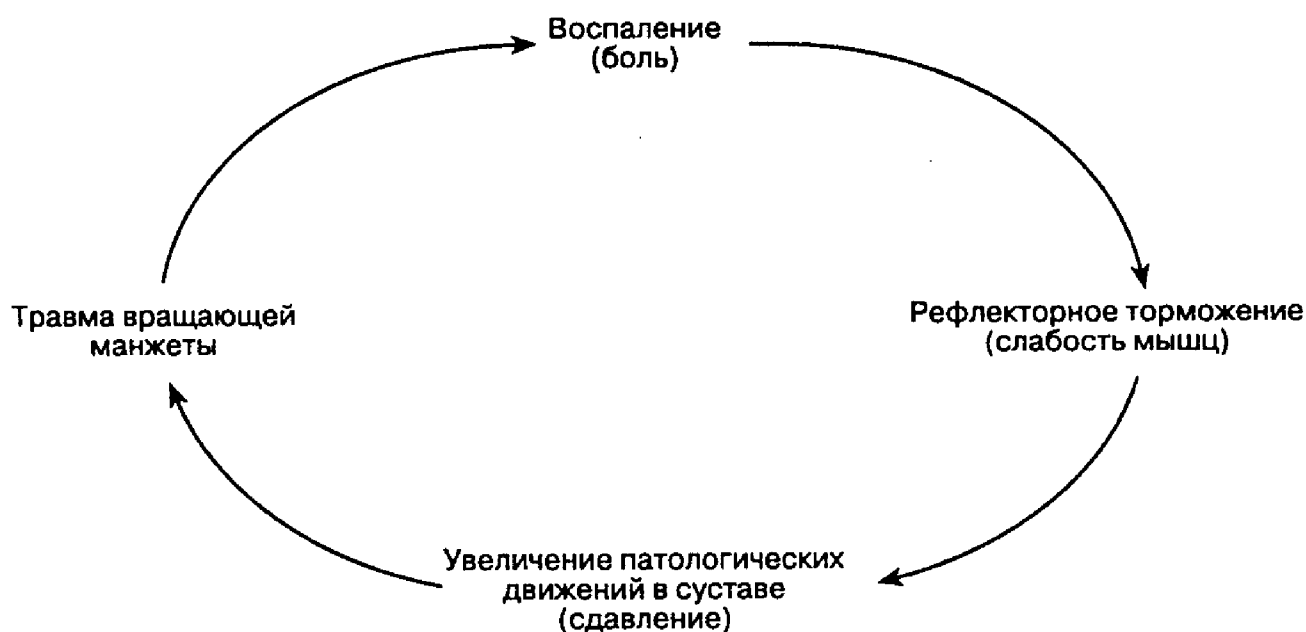 Воспаление
(боль)
Рефлекторное торможение
(слабость мышц)
Увеличение патологических
движений в суставе
(сдавление)
Травма вращающей
манжеты